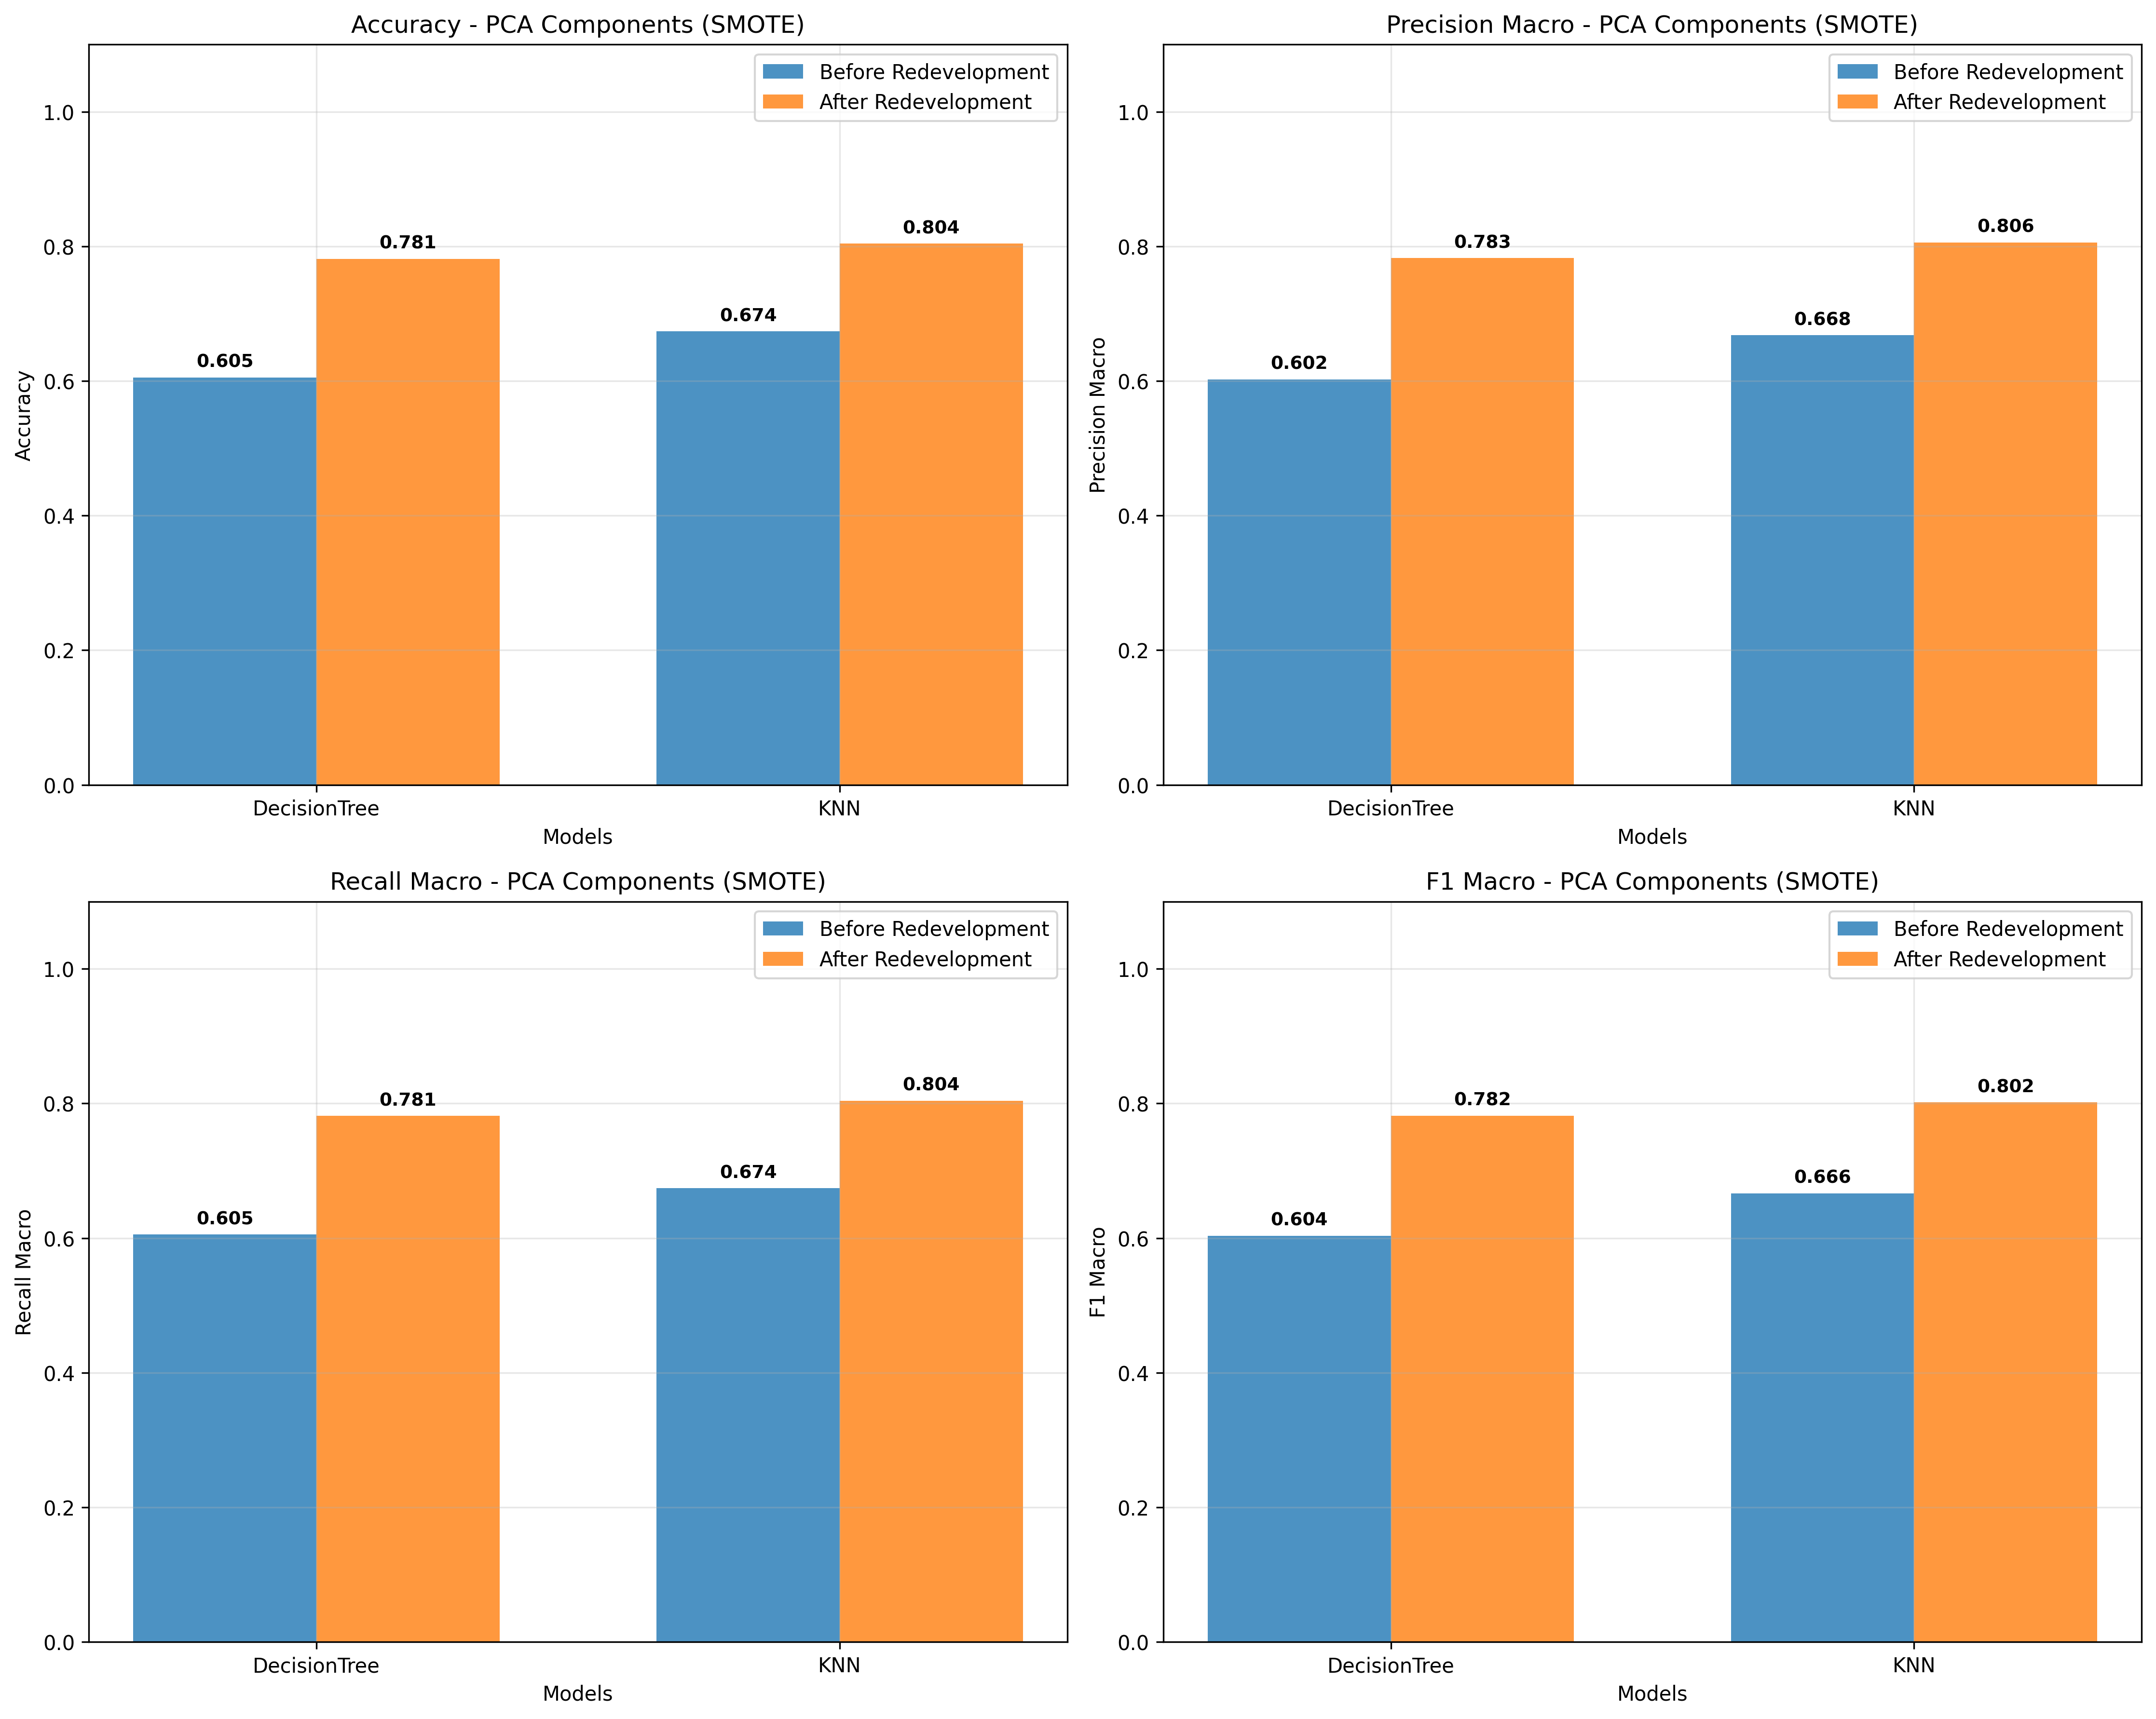 Accuracy - PCA Components (SMOTE)
Before Redevelopment
After Redevelopment
1.0
0.8
0.6
0.4
0.2
0.0
Accuracy
0.605
0.781
0.674
0.804
DecisionTree
KNN
Models
Precision Macro - PCA Components (SMOTE)
Before Redevelopment
After Redevelopment
1.0
0.8
0.6
0.4
0.2
0.0
Precision Macro
0.602
0.783
0.668
0.806
DecisionTree
KNN
Models
Recall Macro - PCA Components (SMOTE)
Before Redevelopment
After Redevelopment
1.0
0.8
0.6
0.4
0.2
0.0
Recall Macro
0.605
0.781
0.674
0.804
DecisionTree
KNN
Models
F1 Macro - PCA Components (SMOTE)
Before Redevelopment
After Redevelopment
1.0
0.8
0.6
0.4
0.2
0.0
F1 Macro
0.604
0.782
0.666
0.802
DecisionTree
KNN
Models